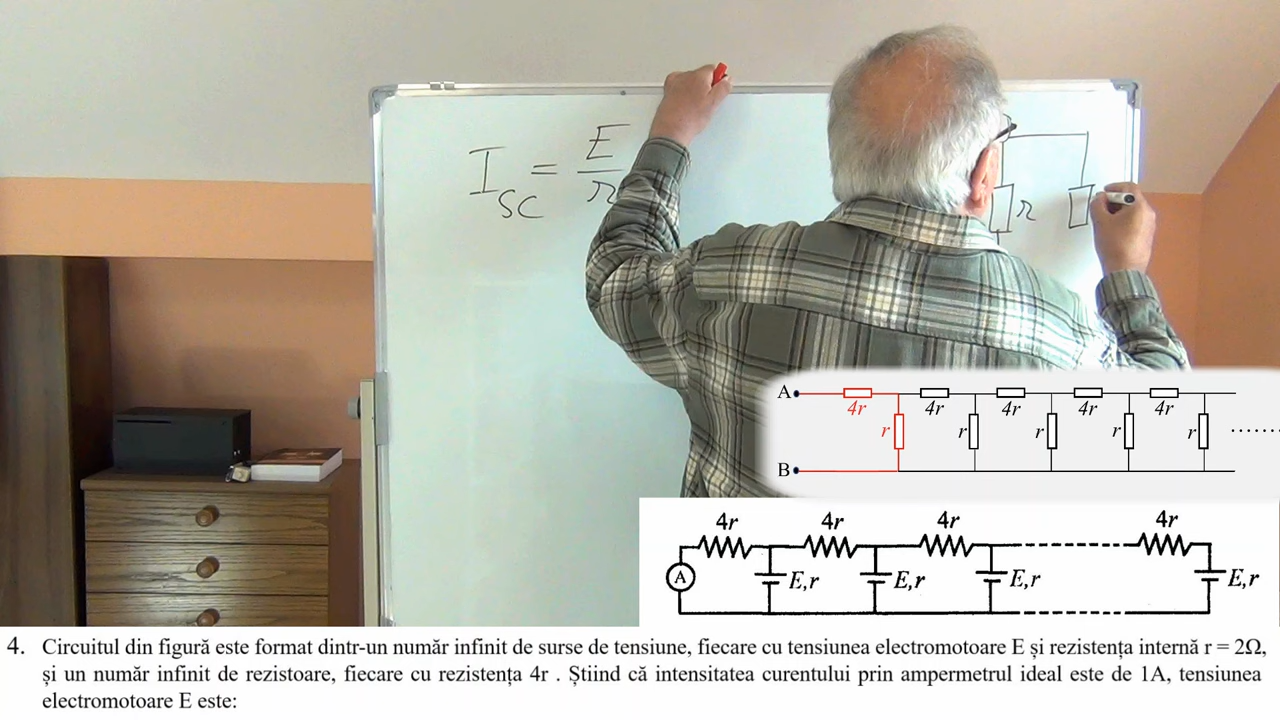 I_SC = E/r
r
A
4r 4r 4r 4r 4r
r r r r r ........
B
4r 4r 4r 4r
A E,r E,r E,r E,r
4. Circuitul din figură este format dintr-un număr infinit de surse de tensiune, fiecare cu tensiunea electromotoare E și rezistența internă r = 2Ω,
și un număr infinit de rezistoare, fiecare cu rezistența 4r . Știind că intensitatea curentului prin ampermetrul ideal este de 1A, tensiunea
electromotoare E este: